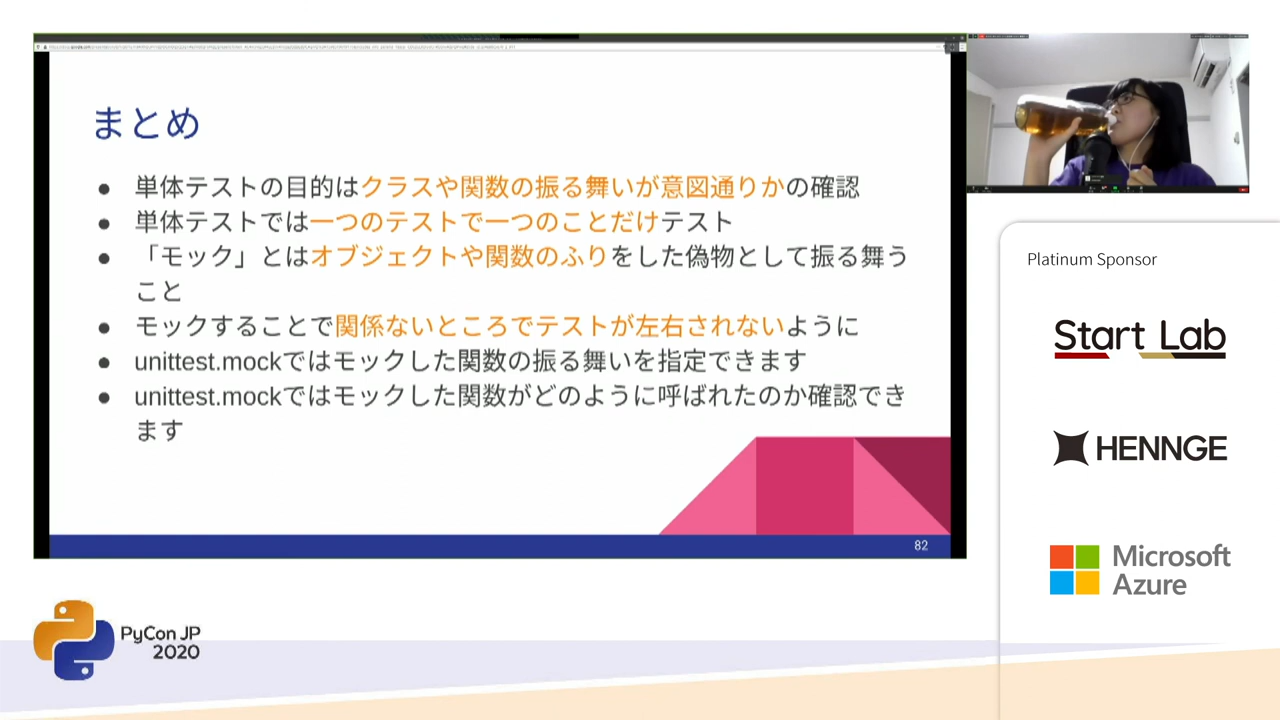 まとめ
● 単体テストの目的はクラスや関数の振る舞いが意図通りかの確認
● 単体テストでは一つのテストで一つのことだけテスト
● 「モック」とはオブジェクトや関数のふりをした偽物として振る舞う
こと
● モックすることで関係ないところでテストが左右されないように
● unittest.mockではモックした関数の振る舞いを指定できます
● unittest.mockではモックした関数がどのように呼ばれたのか確認でき
ます
82
Platinum Sponsor
Start Lab
HENNGE
Microsoft
Azure
PyCon JP
2020